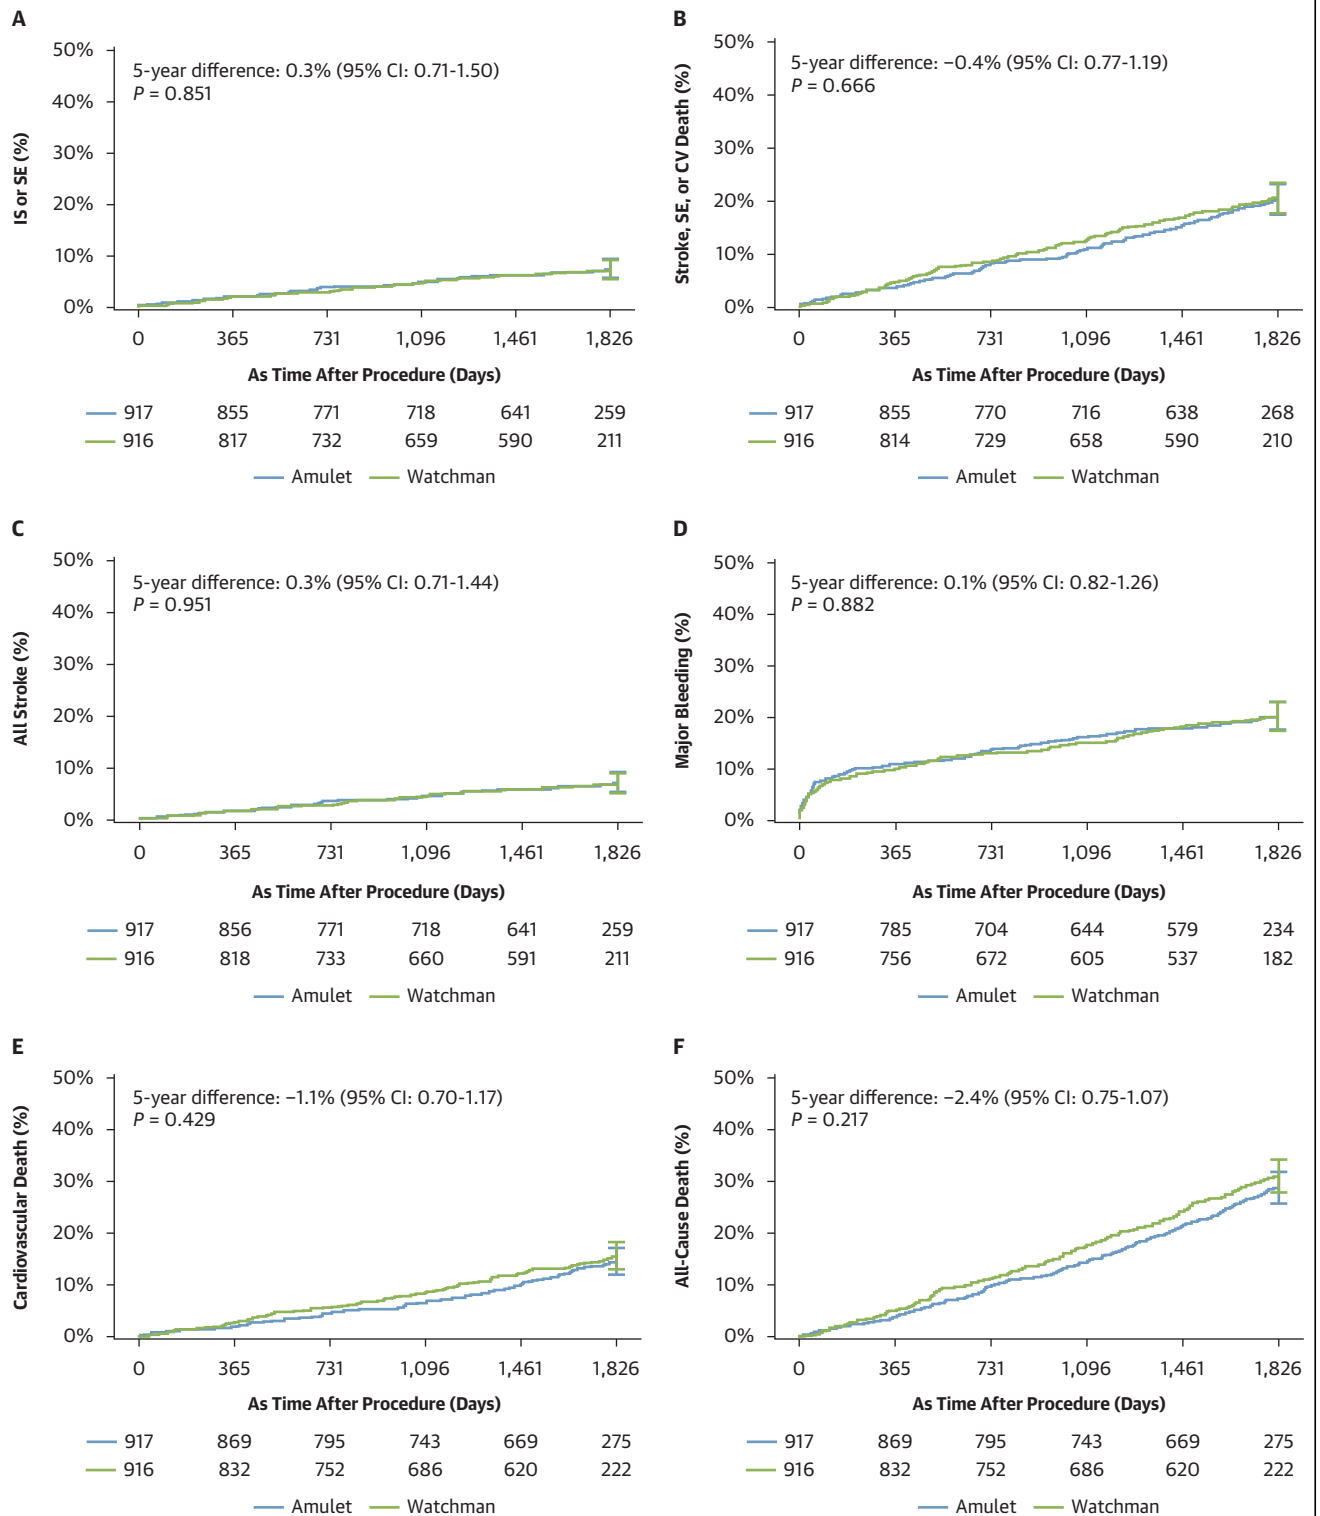 A
IS or SE (%)
50%
40%
30%
20%
10%
0%
5-year difference: 0.3% (95% CI: 0.71-1.50)
P = 0.851
0 365 731 1,096 1,461 1,826
As Time After Procedure (Days)
917 855 771 718 641 259
916 817 732 659 590 211
Amulet Watchman
B
Stroke, SE, or CV Death (%)
50%
40%
30%
20%
10%
0%
5-year difference: −0.4% (95% CI: 0.77-1.19)
P = 0.666
0 365 731 1,096 1,461 1,826
As Time After Procedure (Days)
917 855 770 716 638 268
916 814 729 658 590 210
Amulet Watchman
C
All Stroke (%)
50%
40%
30%
20%
10%
0%
5-year difference: 0.3% (95% CI: 0.71-1.44)
P = 0.951
0 365 731 1,096 1,461 1,826
As Time After Procedure (Days)
917 856 771 718 641 259
916 818 733 660 591 211
Amulet Watchman
D
Major Bleeding (%)
50%
40%
30%
20%
10%
0%
5-year difference: 0.1% (95% CI: 0.82-1.26)
P = 0.882
0 365 731 1,096 1,461 1,826
As Time After Procedure (Days)
917 785 704 644 579 234
916 756 672 605 537 182
Amulet Watchman
E
Cardiovascular Death (%)
50%
40%
30%
20%
10%
0%
5-year difference: −1.1% (95% CI: 0.70-1.17)
P = 0.429
0 365 731 1,096 1,461 1,826
As Time After Procedure (Days)
917 869 795 743 669 275
916 832 752 686 620 222
Amulet Watchman
F
All-Cause Death (%)
50%
40%
30%
20%
10%
0%
5-year difference: −2.4% (95% CI: 0.75-1.07)
P = 0.217
0 365 731 1,096 1,461 1,826
As Time After Procedure (Days)
917 869 795 743 669 275
916 832 752 686 620 222
Amulet Watchman